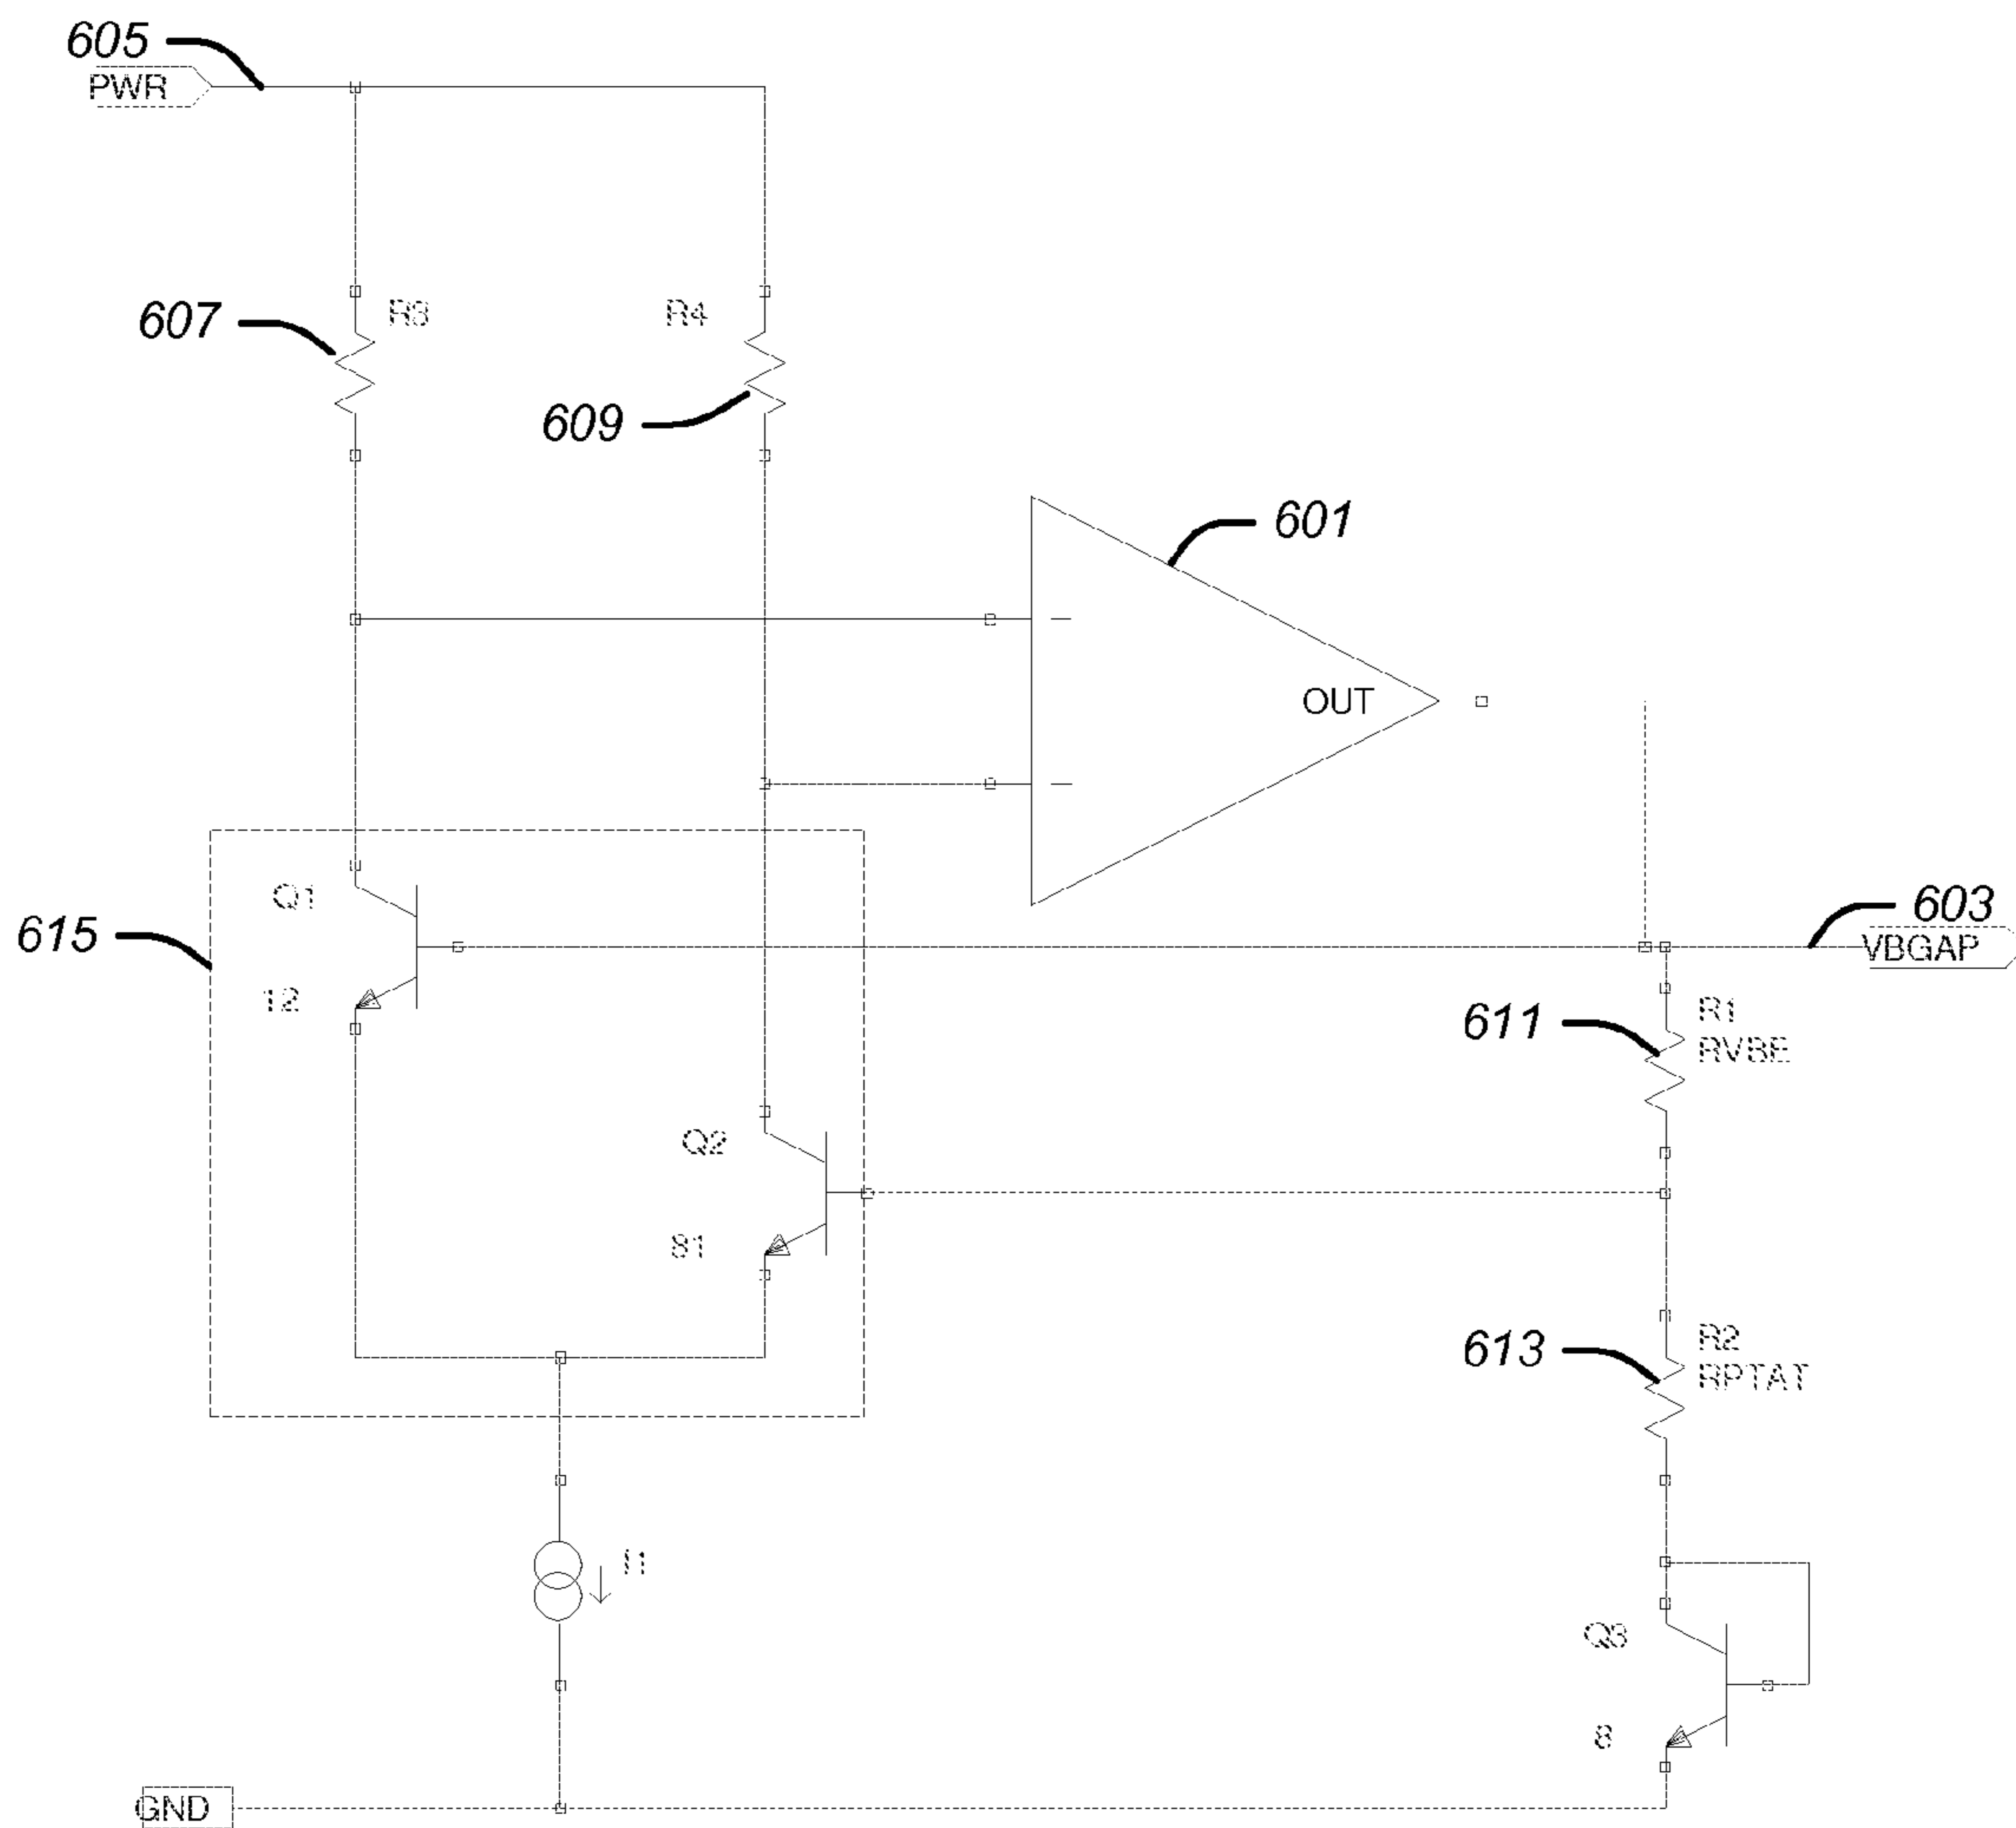 605
PWR
R3
R4
607
609
601
OUT
Q1
603
VBGAP
615
12
R1
RVBE
611
Q2
81
R2
RPTAT
613
I1
Q3
8
GND